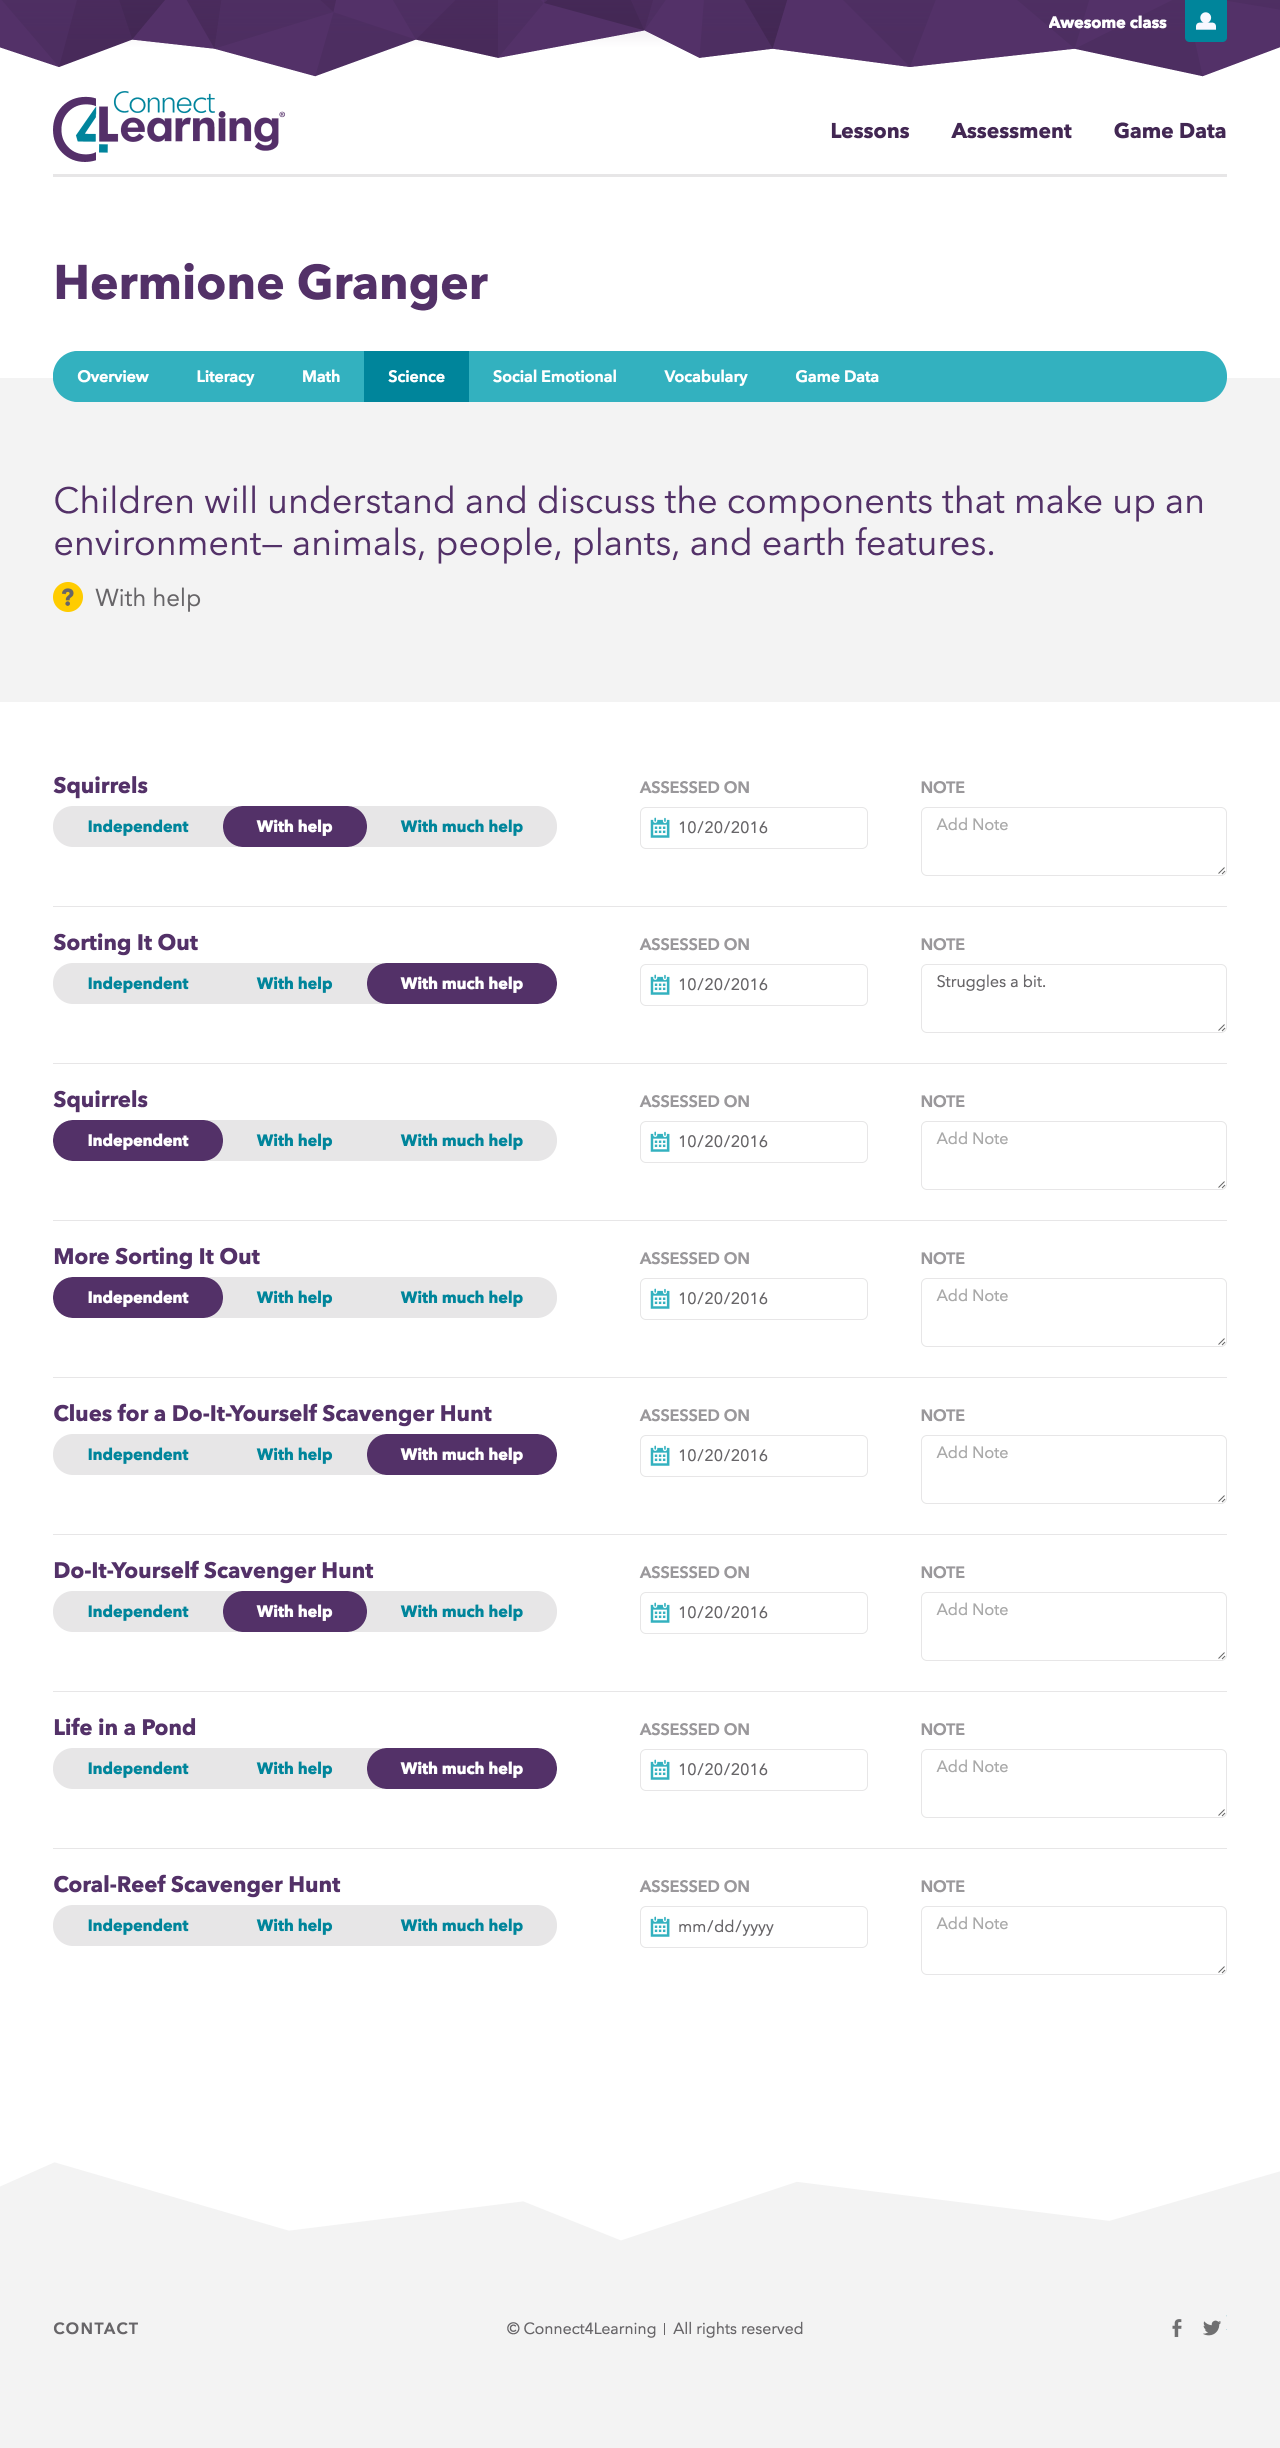 Awesome class
Connect
4Learning®
Lessons Assessment Game Data
Hermione Granger
Overview Literacy Math Science Social Emotional Vocabulary Game Data
Children will understand and discuss the components that make up an
environment— animals, people, plants, and earth features.
? With help
Squirrels ASSESSED ON NOTE
Independent With help With much help 10/20/2016 Add Note
Sorting It Out ASSESSED ON NOTE
Independent With help With much help 10/20/2016 Struggles a bit.
Squirrels ASSESSED ON NOTE
Independent With help With much help 10/20/2016 Add Note
More Sorting It Out ASSESSED ON NOTE
Independent With help With much help 10/20/2016 Add Note
Clues for a Do-It-Yourself Scavenger Hunt ASSESSED ON NOTE
Independent With help With much help 10/20/2016 Add Note
Do-It-Yourself Scavenger Hunt ASSESSED ON NOTE
Independent With help With much help 10/20/2016 Add Note
Life in a Pond ASSESSED ON NOTE
Independent With help With much help 10/20/2016 Add Note
Coral-Reef Scavenger Hunt ASSESSED ON NOTE
Independent With help With much help mm/dd/yyyy Add Note
CONTACT © Connect4Learning | All rights reserved